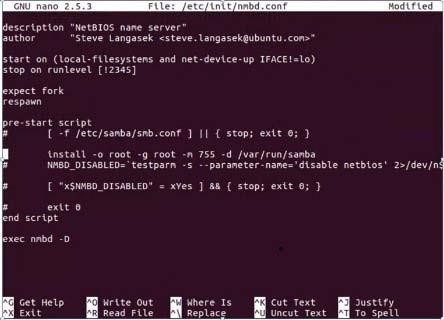 GNU nano 2.5.3 File: /etc/init/nmbd.conf Modified
description "NetBIOS name server"
author "Steve Langasek <steve.langasek@ubuntu.com>"
start on (local-filesystems and net-device-up IFACE!=lo)
stop on runlevel [!2345]
expect fork
respawn
pre-start script
# [ -f /etc/samba/smb.conf ] || { stop; exit 0; }
install -o root -g root -m 755 -d /var/run/samba
# NMBD_DISABLED=`testparm -s --parameter-name='disable netbios' 2>/dev/n$
# [ "x$NMBD_DISABLED" = xYes ] && { stop; exit 0; }
# exit 0
end script
exec nmbd -D
^G Get Help ^O Write Out ^W Where Is ^K Cut Text ^J Justify
^X Exit ^R Read File ^\ Replace ^U Uncut Text ^T To Spell